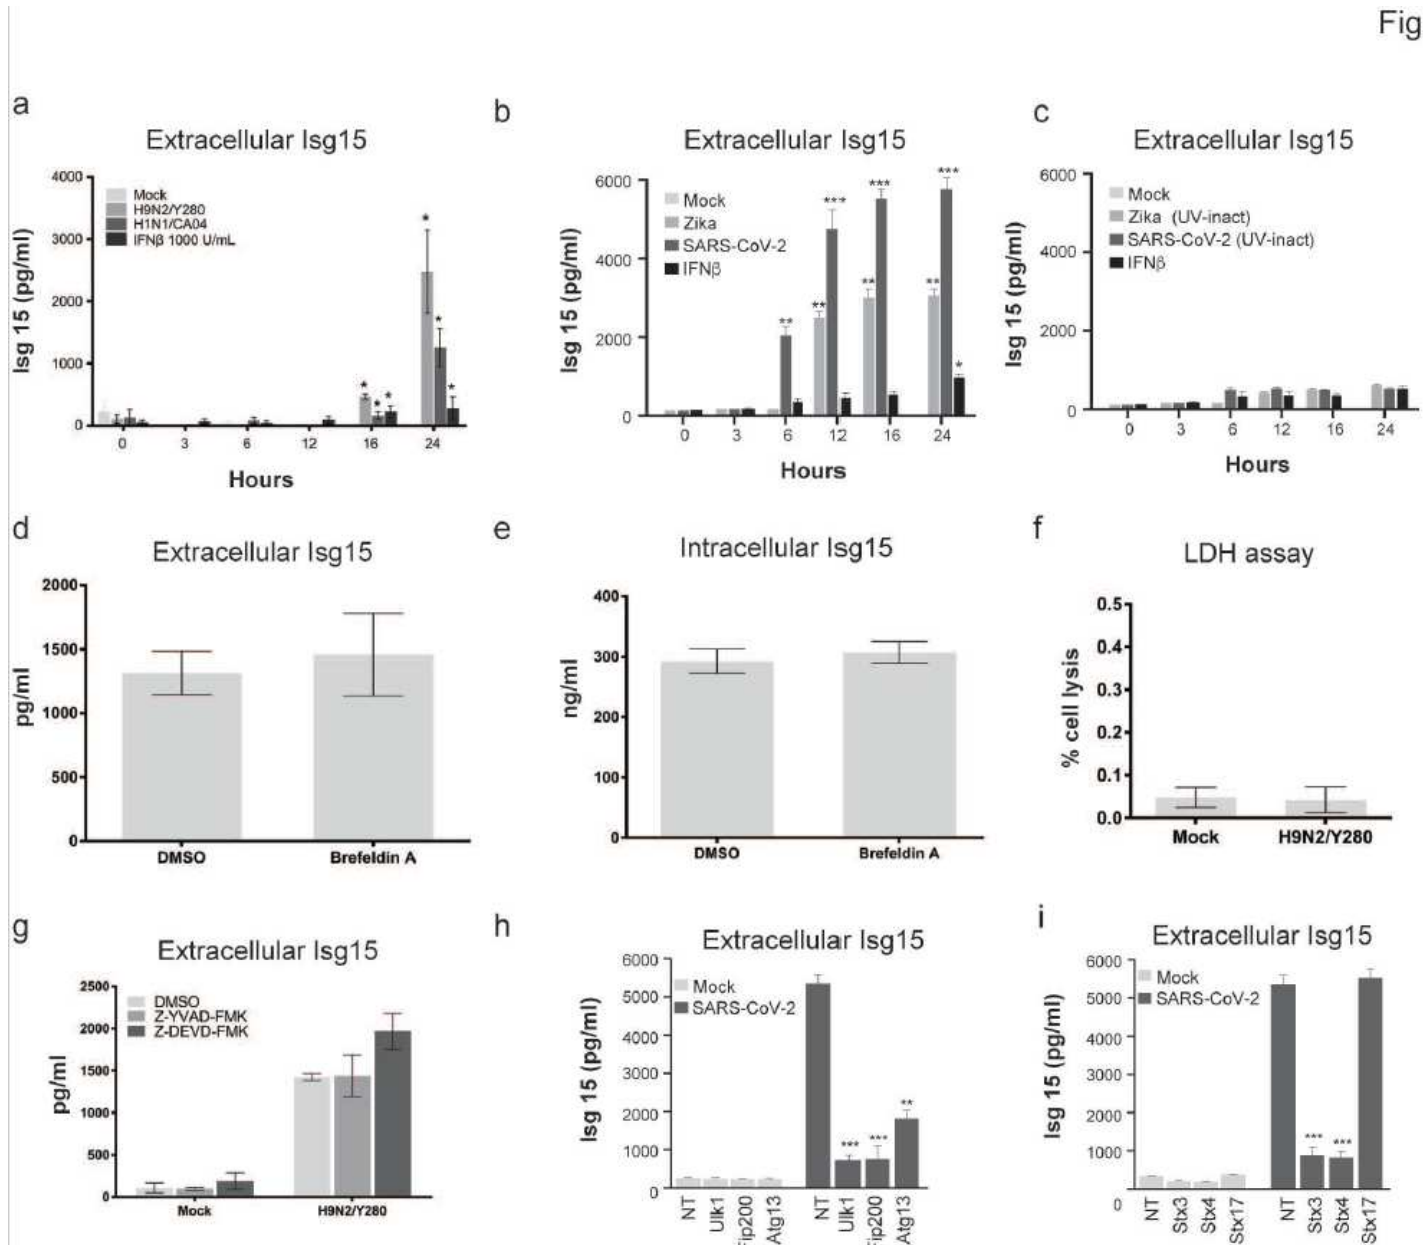 Fig
a
Extracellular Isg15
Isg 15 (pg/ml)
4000
3000
2000
1000
0
Mock
H9N2/Y280
H1N1/CA04
IFNβ 1000 U/mL
* * * * * *
0 3 6 12 16 24
Hours
b
Extracellular Isg15
Isg 15 (pg/ml)
6000
4000
2000
0
Mock
Zika
SARS-CoV-2
IFNβ
** ** *** ** *** ** *** *
0 3 6 12 16 24
Hours
c
Extracellular Isg15
Isg 15 (pg/ml)
6000
4000
2000
0
Mock
Zika (UV-inact)
SARS-CoV-2 (UV-inact)
IFNβ
0 3 6 12 16 24
Hours
d
Extracellular Isg15
pg/ml
2000
1500
1000
500
0
DMSO Brefeldin A
e
Intracellular Isg15
ng/ml
400
300
200
100
0
DMSO Brefeldin A
f
LDH assay
% cell lysis
0.5
0.4
0.3
0.2
0.1
0.0
Mock H9N2/Y280
g
Extracellular Isg15
pg/ml
2500
2000
1500
1000
500
0
DMSO
Z-YVAD-FMK
Z-DEVD-FMK
Mock H9N2/Y280
h
Extracellular Isg15
Isg 15 (pg/ml)
6000
5000
4000
3000
2000
1000
0
Mock
SARS-CoV-2
*** *** **
NT Ulk1 Fip200 Atg13 NT Ulk1 Fip200 Atg13
i
Extracellular Isg15
Isg 15 (pg/ml)
6000
5000
4000
3000
2000
1000
0
Mock
SARS-CoV-2
*** ***
NT Stx3 Stx4 Stx17 NT Stx3 Stx4 Stx17